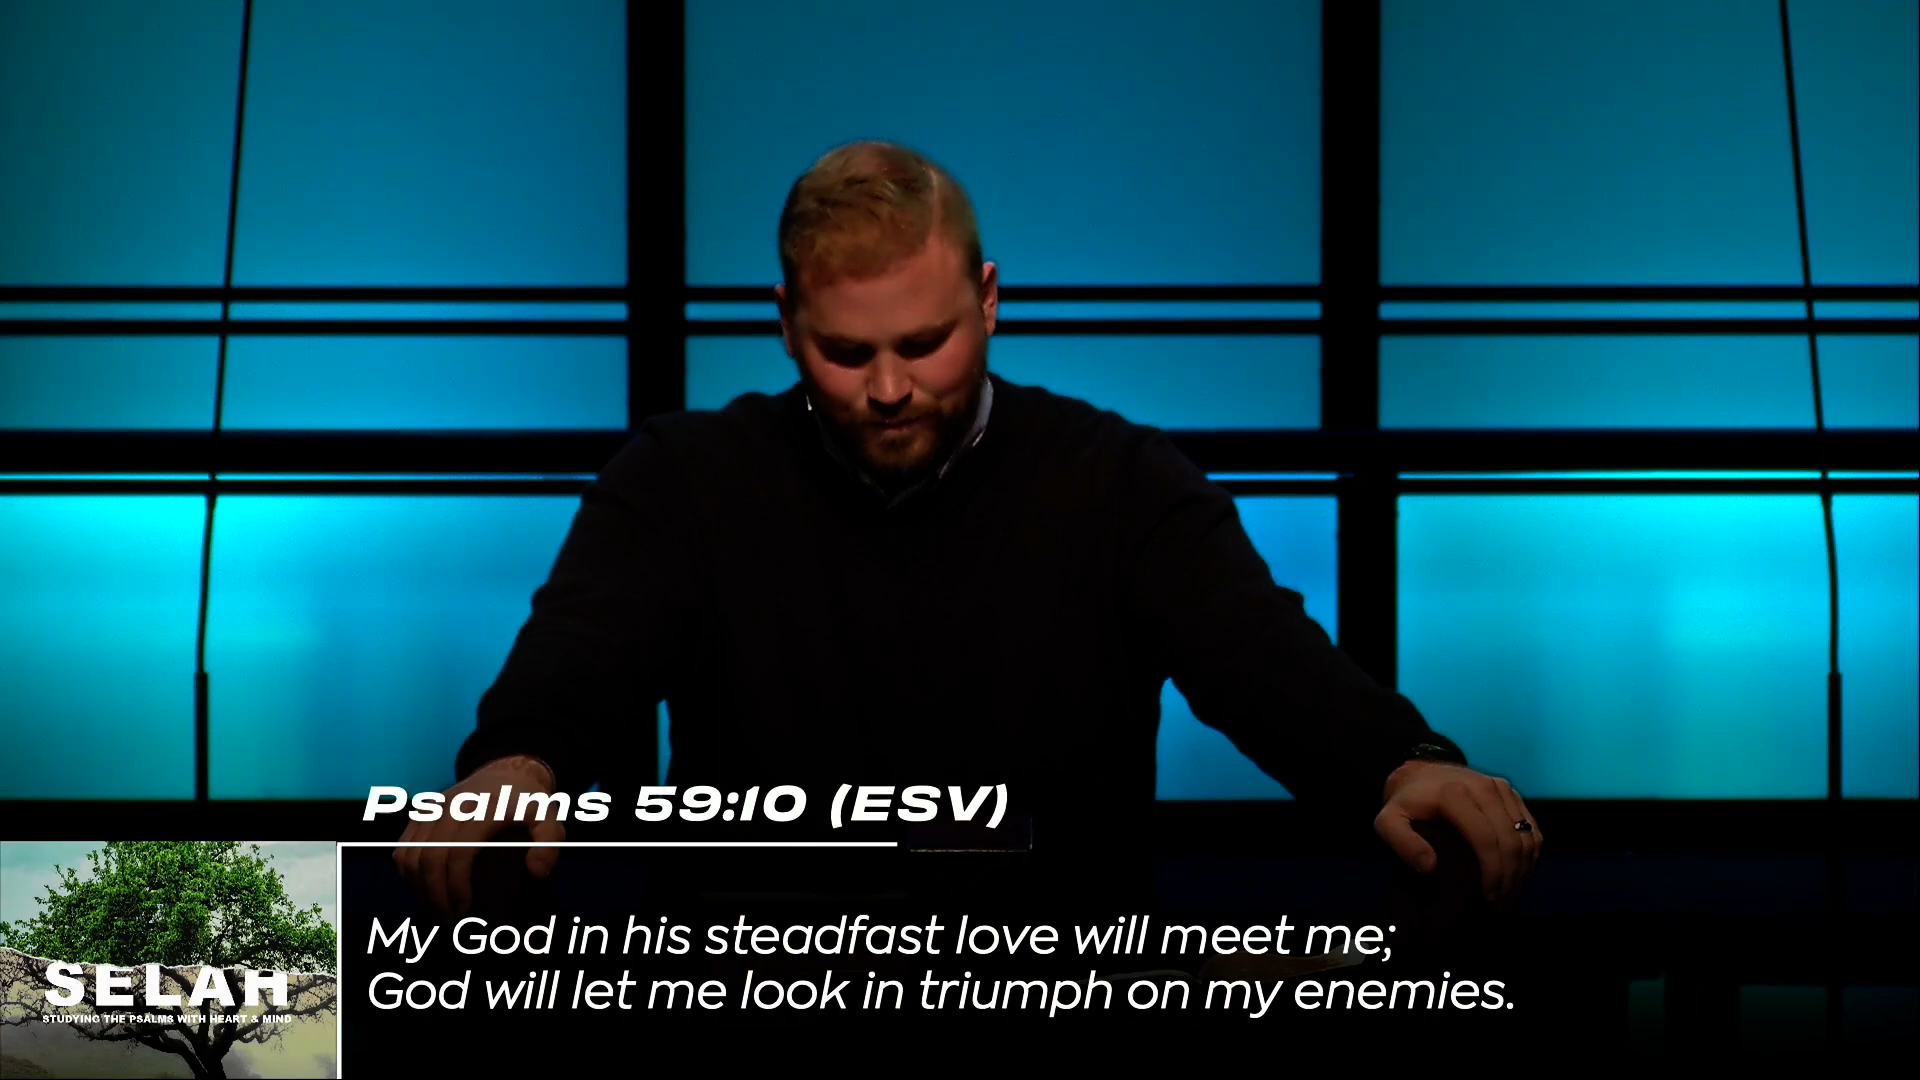 Psalms 59:10 (ESV)
My God in his steadfast love will meet me;
God will let me look in triumph on my enemies.
SELAH
STUDYING THE PSALMS WITH HEART & MIND